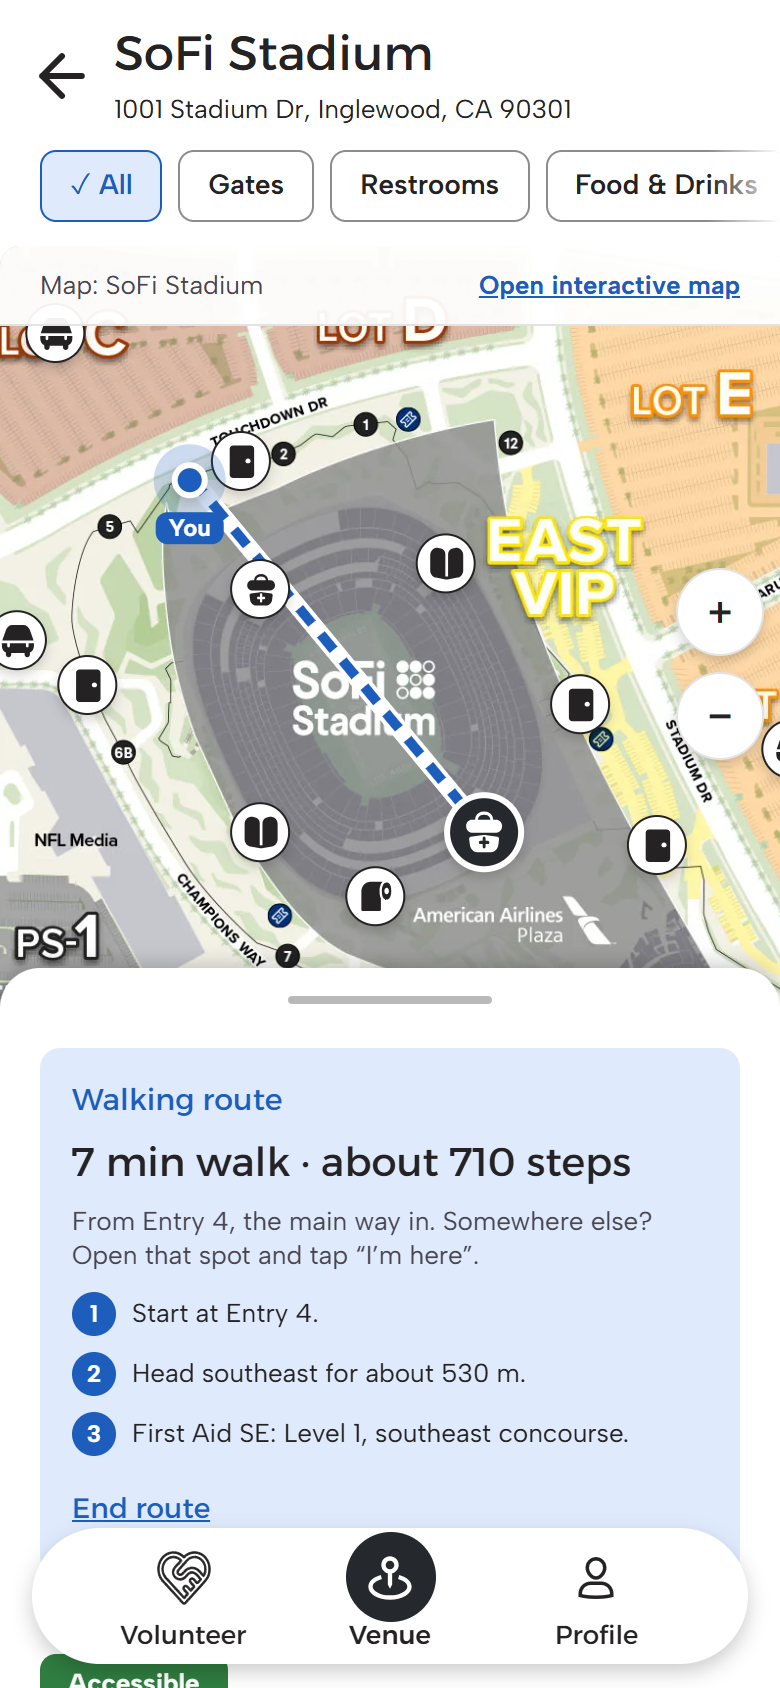 SoFi Stadium
1001 Stadium Dr, Inglewood, CA 90301
✓ All
Gates
Restrooms
Food & Drinks
Map: SoFi Stadium
Open interactive map
LOT C
LOT D
LOT E
TOUCHDOWN DR
1
2
12
5
You
EAST
VIP
+
SoFi
Stadium
−
STADIUM DR
6B
NFL Media
CHAMPIONS WAY
PS-1
American Airlines
Plaza
7
Walking route
7 min walk · about 710 steps
From Entry 4, the main way in. Somewhere else?
Open that spot and tap “I’m here”.
1 Start at Entry 4.
2 Head southeast for about 530 m.
3 First Aid SE: Level 1, southeast concourse.
End route
Volunteer
Venue
Profile
Accessible